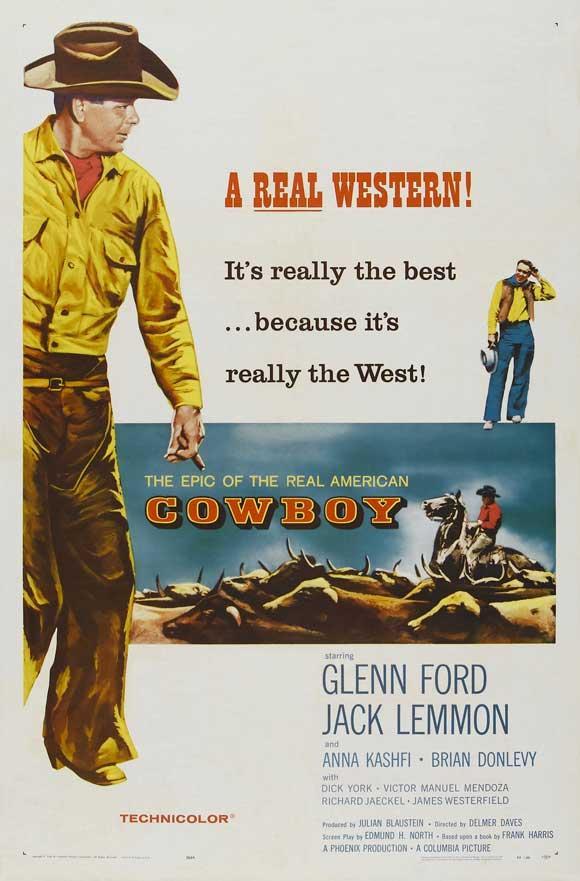 A REAL WESTERN!
It's really the best
...because it's
really the West!
THE EPIC OF THE REAL AMERICAN
COWBOY
starring
GLENN FORD
JACK LEMMON
and
ANNA KASHFI · BRIAN DONLEVY
with
DICK YORK · VICTOR MANUEL MENDOZA
RICHARD JAECKEL · JAMES WESTERFIELD
Produced by JULIAN BLAUSTEIN · Directed by DELMER DAVES
Screen Play by EDMUND H. NORTH · Based upon a book by FRANK HARRIS
A PHOENIX PRODUCTION · A COLUMBIA PICTURE
TECHNICOLOR®